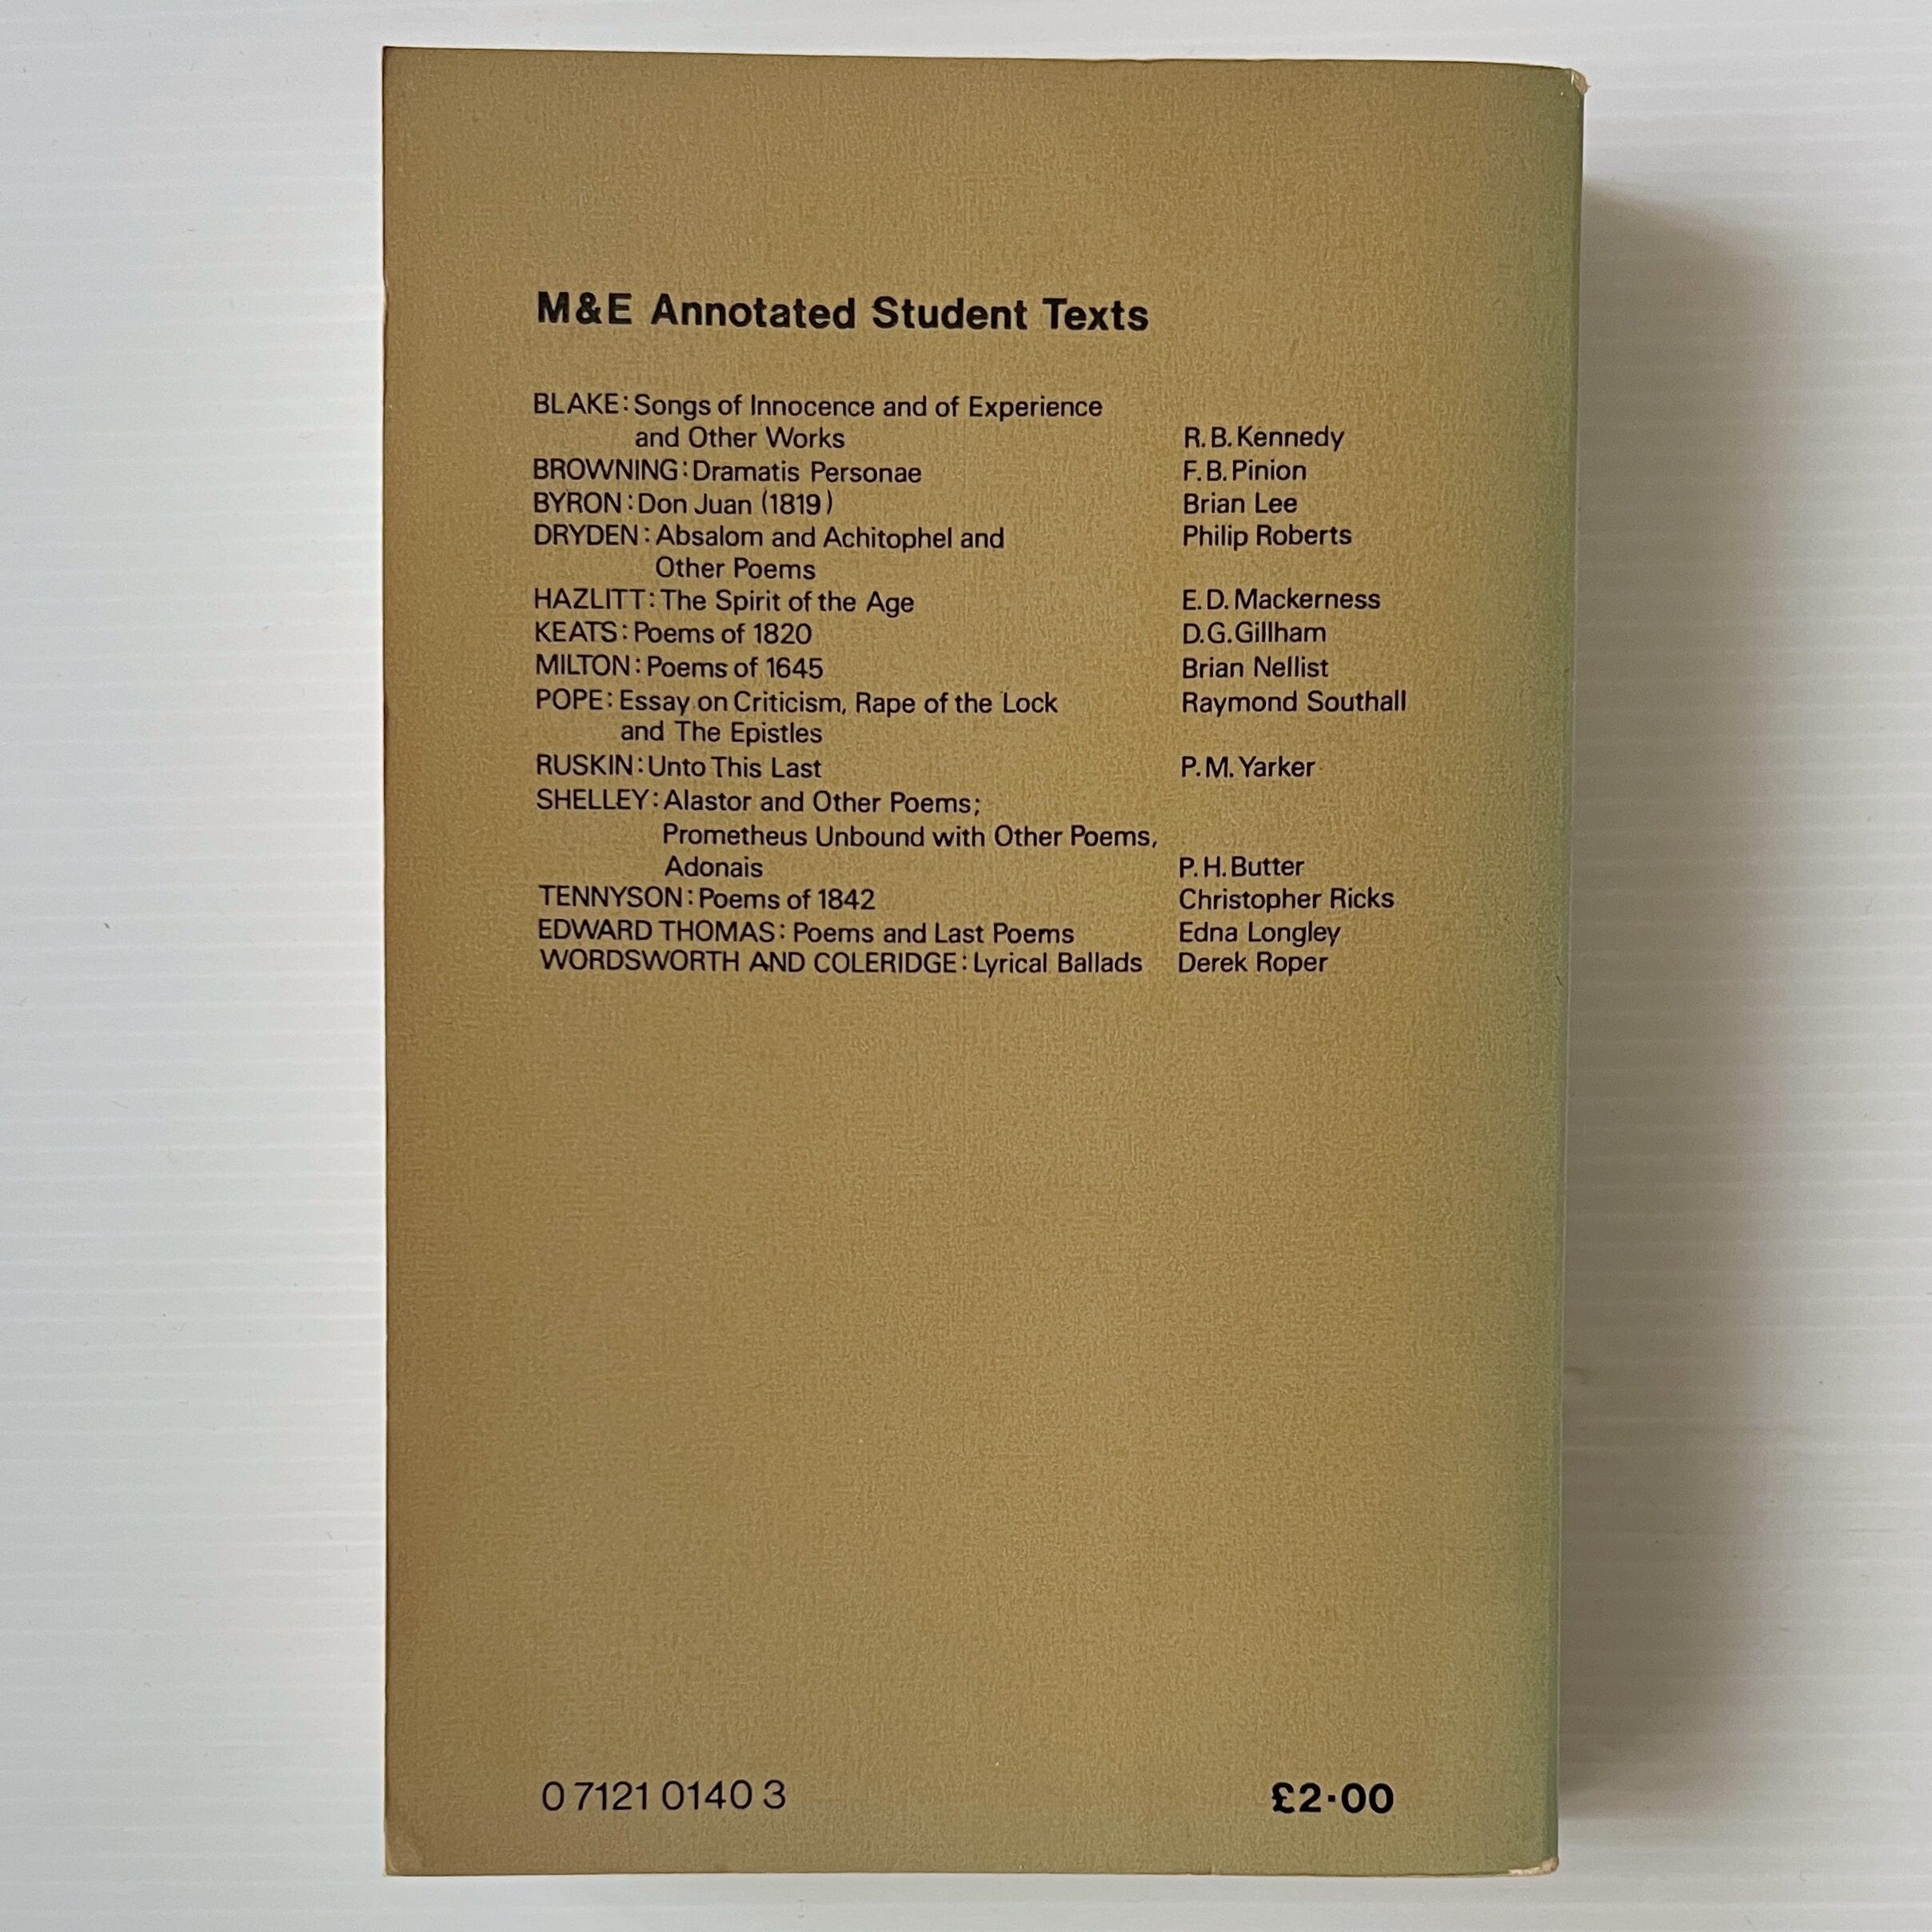 M&E Annotated Student Texts
BLAKE: Songs of Innocence and of Experience
and Other Works R.B. Kennedy
BROWNING: Dramatis Personae F.B. Pinion
BYRON: Don Juan (1819) Brian Lee
DRYDEN: Absalom and Achitophel and Philip Roberts
Other Poems
HAZLITT: The Spirit of the Age E.D. Mackerness
KEATS: Poems of 1820 D.G. Gillham
MILTON: Poems of 1645 Brian Nellist
POPE: Essay on Criticism, Rape of the Lock Raymond Southall
and The Epistles
RUSKIN: Unto This Last P.M. Yarker
SHELLEY: Alastor and Other Poems;
Prometheus Unbound with Other Poems,
Adonais P.H. Butter
TENNYSON: Poems of 1842 Christopher Ricks
EDWARD THOMAS: Poems and Last Poems Edna Longley
WORDSWORTH AND COLERIDGE: Lyrical Ballads Derek Roper
0 7121 0140 3 £2·00